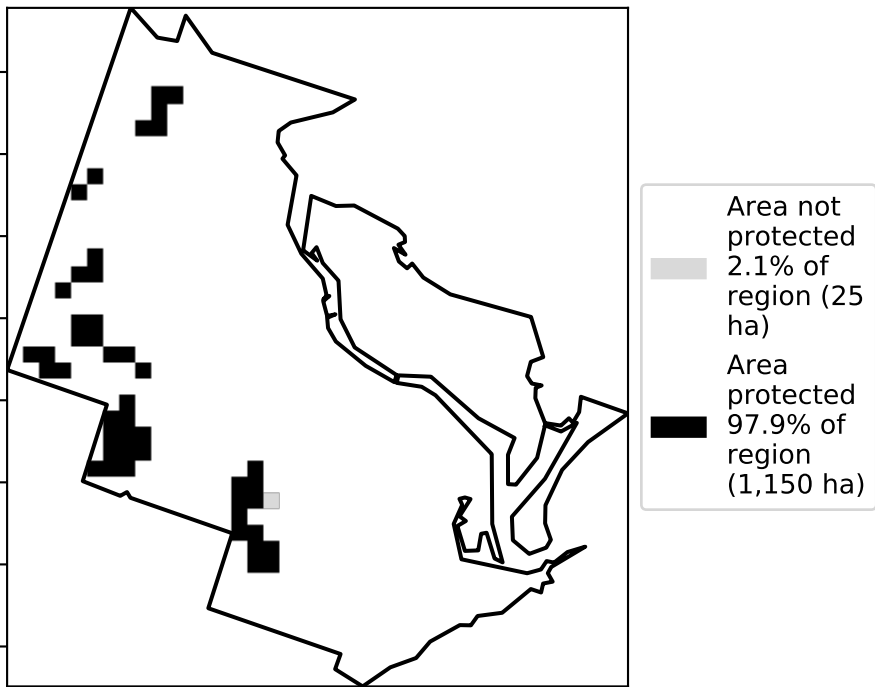 Area not
protected
2.1% of
region (25
ha)
Area
protected
97.9% of
region
(1,150 ha)